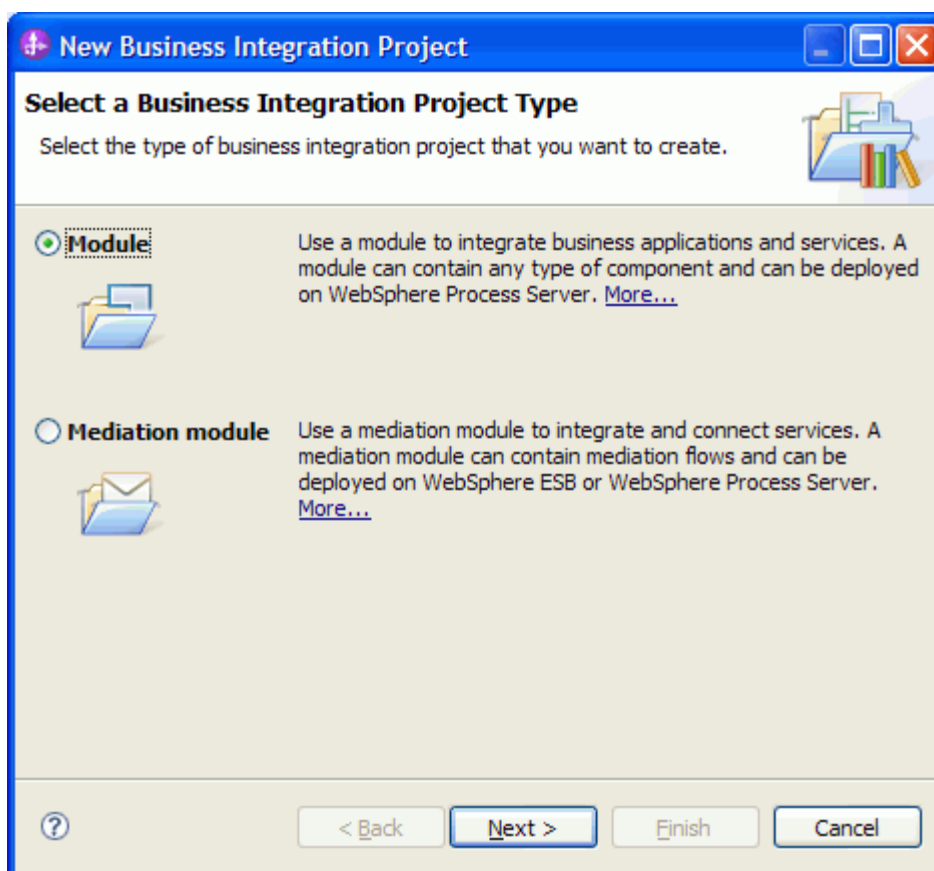 New Business Integration Project
Select a Business Integration Project Type
Select the type of business integration project that you want to create.
Module
Use a module to integrate business applications and services. A
module can contain any type of component and can be deployed
on WebSphere Process Server. More...
Mediation module
Use a mediation module to integrate and connect services. A
mediation module can contain mediation flows and can be
deployed on WebSphere ESB or WebSphere Process Server.
More...
?
< Back
Next >
Finish
Cancel